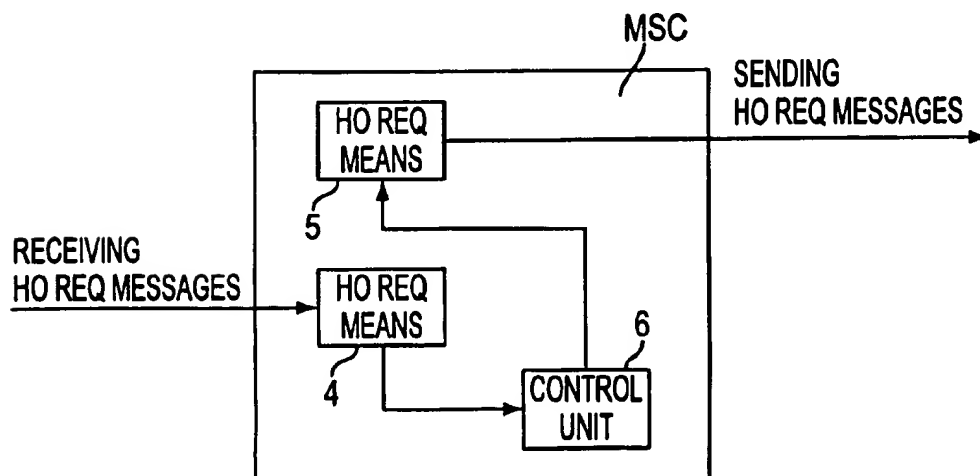 MSC
SENDING
HO REQ MESSAGES
HO REQ
MEANS
5
RECEIVING
HO REQ MESSAGES
HO REQ
MEANS
4
6
CONTROL
UNIT